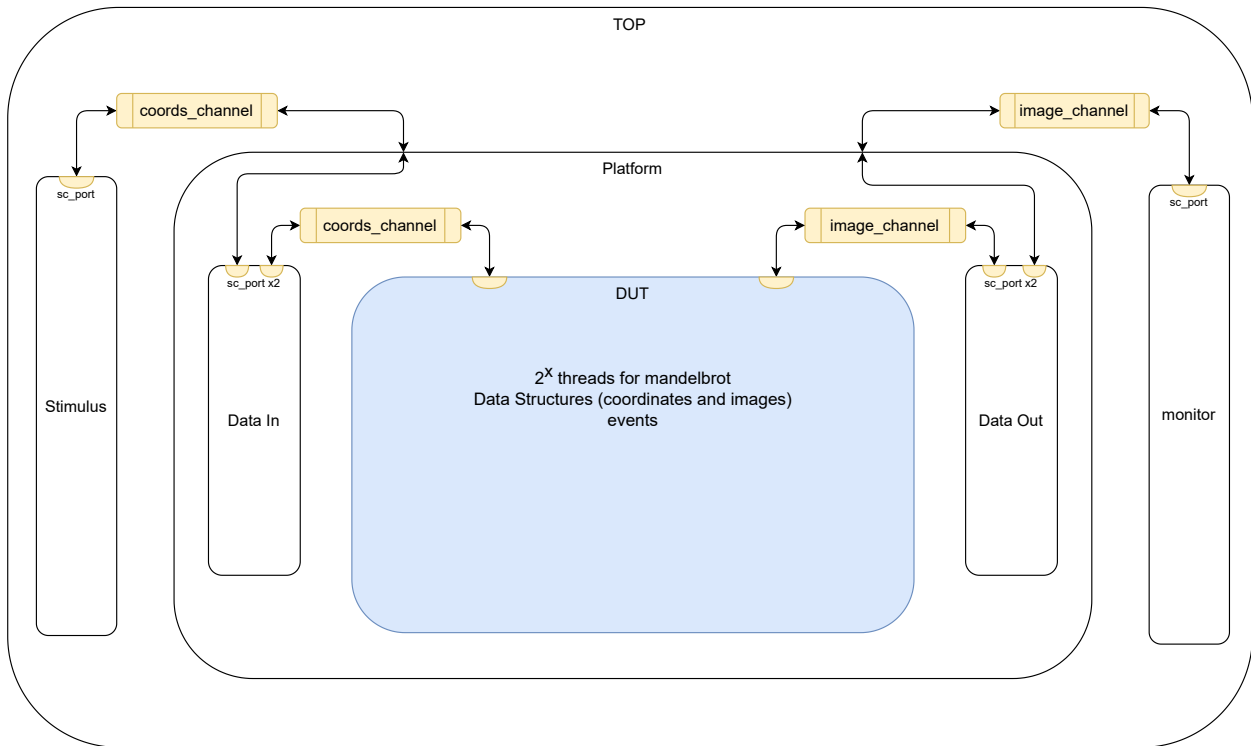 TOP
coords_channel
image_channel
Platform
sc_port
sc_port
coords_channel
image_channel
sc_port x2
sc_port x2
DUT
2^x threads for mandelbrot
Data Structures (coordinates and images)
events
Stimulus
Data In
Data Out
monitor